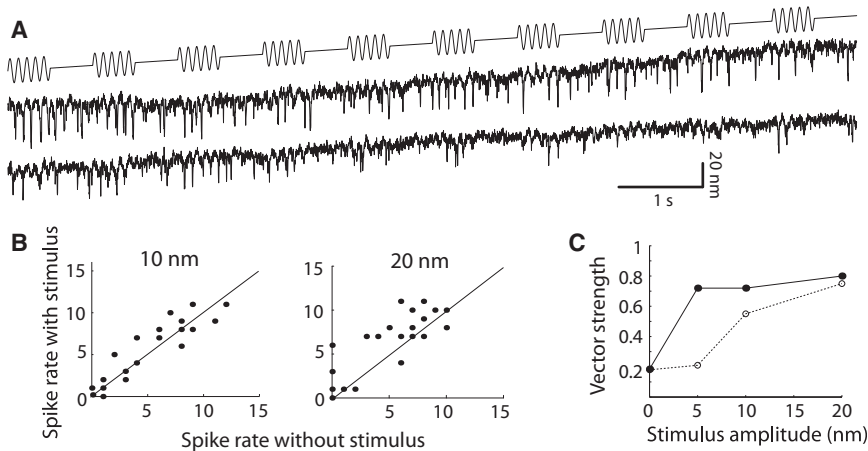 A
20 nm
1 s
B
10 nm
20 nm
C
Spike rate with stimulus
15
10
5
0
5
10
15
15
10
5
0
5
10
15
Spike rate without stimulus
Vector strength
1
0.8
0.6
0.4
0.2
0
5
10
15
20
Stimulus amplitude (nm)